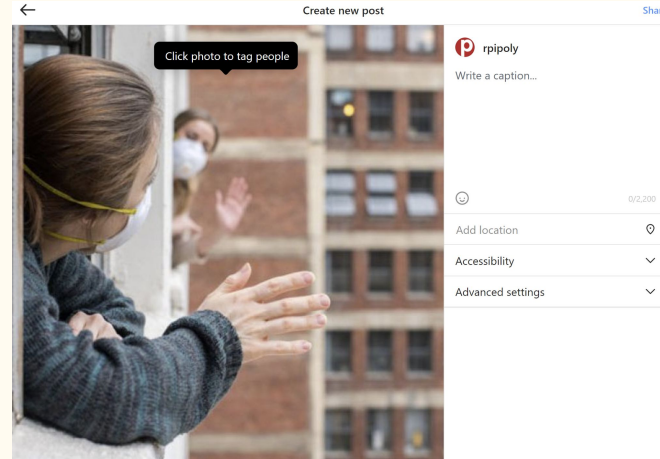 Create new post
Shar
Click photo to tag people
rpipoly
Write a caption...
0/2,200
Add location
Accessibility
Advanced settings